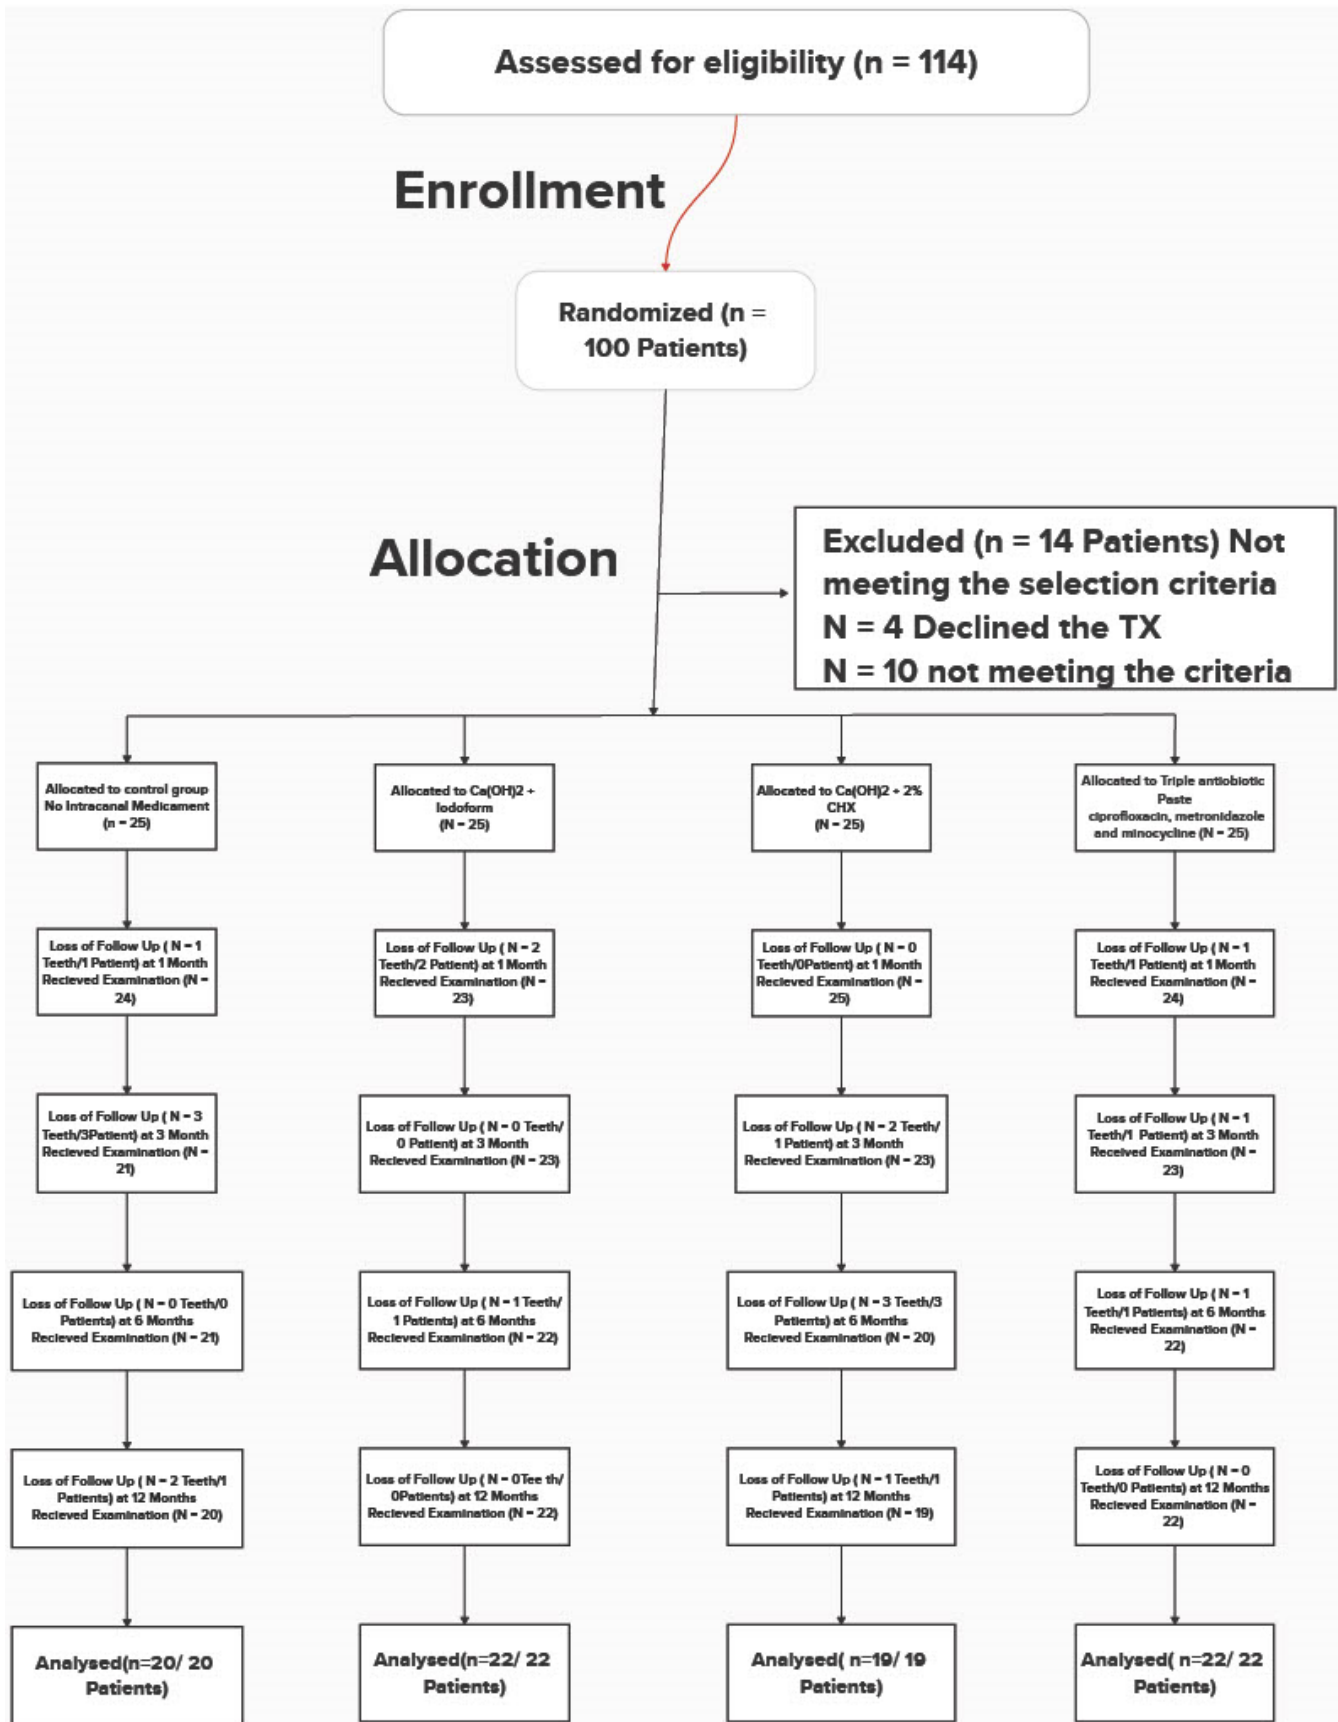 Assessed for eligibility (n = 114)
Enrollment
Randomized (n =
100 Patients)
Allocation
Excluded (n = 14 Patients) Not
meeting the selection criteria
N = 4 Declined the TX
N = 10 not meeting the criteria
Allocated to control group
No Intracanal Medicament
(n = 25)
Allocated to Ca(OH)2 +
Iodoform
(N = 25)
Allocated to Ca(OH)2 + 2%
CHX
(N = 25)
Allocated to Triple antiobiotic
Paste
ciprofloxacin, metronidazole
and minocycline (N = 25)
Loss of Follow Up ( N = 1
Teeth/1 Patient) at 1 Month
Recieved Examination (N =
24)
Loss of Follow Up ( N = 2
Teeth/2 Patient) at 1 Month
Recieved Examination (N =
23)
Loss of Follow Up ( N = 0
Teeth/0Patient) at 1 Month
Recieved Examination (N =
25)
Loss of Follow Up ( N = 1
Teeth/1 Patient) at 1 Month
Recieved Examination (N =
24)
Loss of Follow Up ( N = 3
Teeth/3Patient) at 3 Month
Recieved Examination (N =
21)
Loss of Follow Up ( N = 0 Teeth/
0 Patient) at 3 Month
Recieved Examination (N = 23)
Loss of Follow Up ( N = 2 Teeth/
1 Patient) at 3 Month
Recieved Examination (N = 23)
Loss of Follow Up ( N = 1
Teeth/1 Patient) at 3 Month
Received Examination (N =
23)
Loss of Follow Up ( N = 0 Teeth/0
Patients) at 6 Months
Recieved Examination (N = 21)
Loss of Follow Up ( N = 1 Teeth/
1 Patients) at 6 Months
Recieved Examination (N = 22)
Loss of Follow Up ( N = 3 Teeth/3
Patients) at 6 Months
Recieved Examination (N = 20)
Loss of Follow Up ( N = 1
Teeth/1 Patients) at 6 Months
Recieved Examination (N =
22)
Loss of Follow Up ( N = 2 Teeth/1
Patients) at 12 Months
Recieved Examination (N = 20)
Loss of Follow Up ( N = 0Tee th/
0Patients) at 12 Months
Recieved Examination (N = 22)
Loss of Follow Up ( N = 1 Teeth/1
Patients) at 12 Months
Recieved Examination (N = 19)
Loss of Follow Up ( N = 0
Teeth/0 Patients) at 12 Months
Recieved Examination (N =
22)
Analysed(n=20/ 20
Patients)
Analysed(n=22/ 22
Patients)
Analysed( n=19/ 19
Patients)
Analysed( n=22/ 22
Patients)